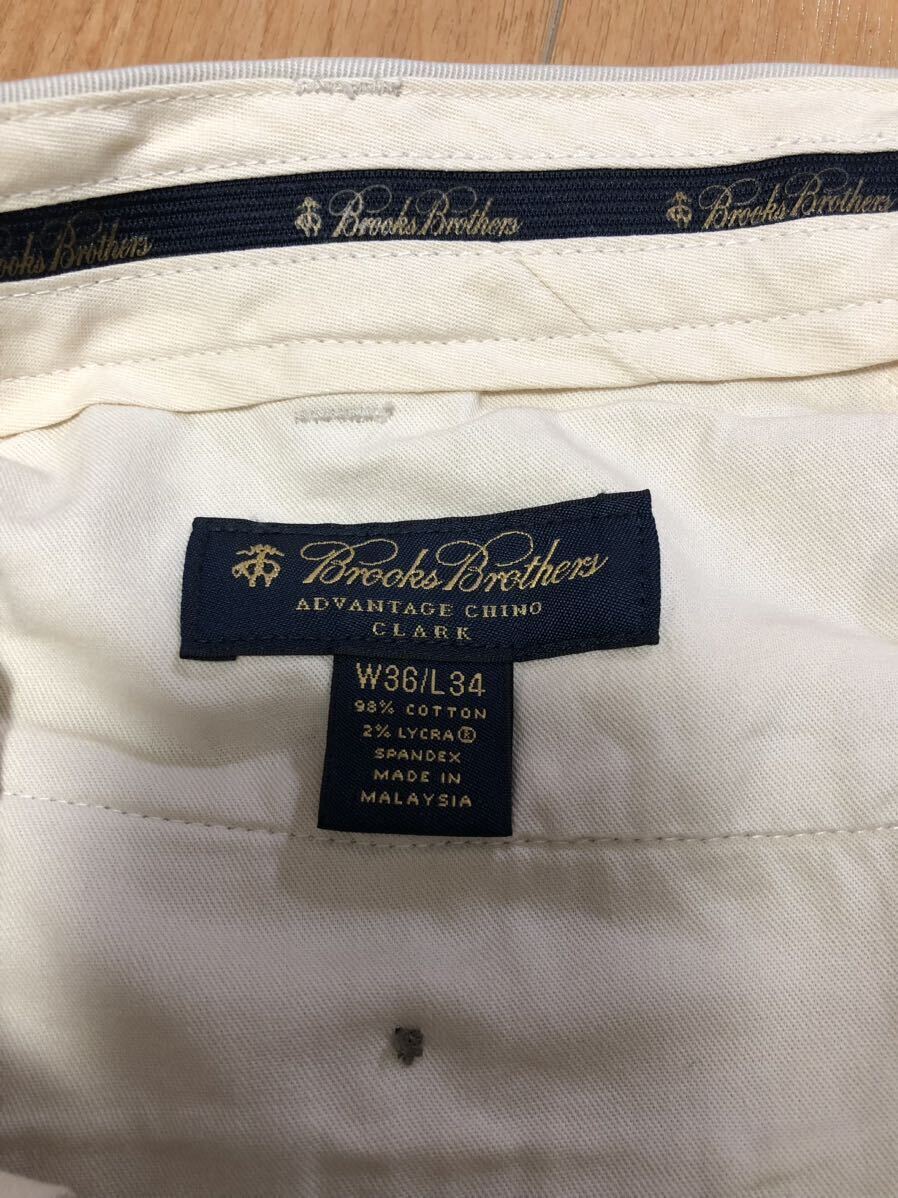 Brooks Brothers
Brooks Brothers
Brooks Brothers
Brooks Brothers
ADVANTAGE CHINO
CLARK
W36/L34
98% COTTON
2% LYCRA®
SPANDEX
MADE IN
MALAYSIA